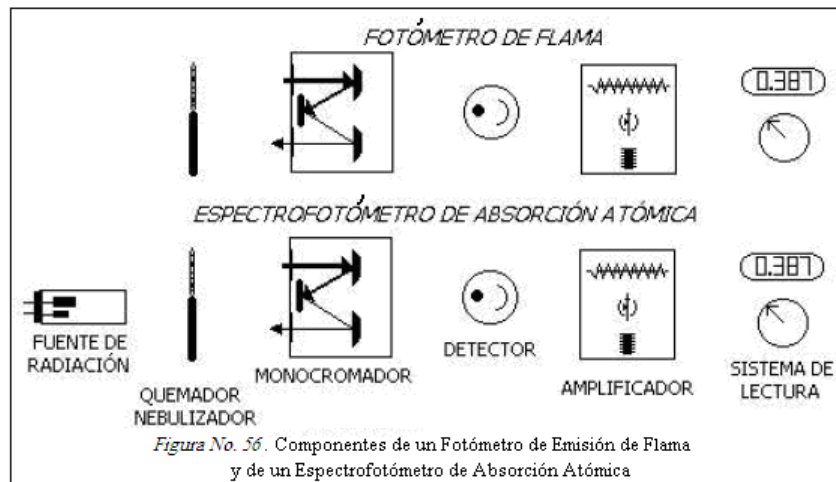 FOTÓMETRO DE FLAMA
0.387
ESPECTROFOTÓMETRO DE ABSORCIÓN ATÓMICA
0.387
FUENTE DE
RADIACIÓN
QUEMADOR
NEBULIZADOR
MONOCROMADOR
DETECTOR
AMPLIFICADOR
SISTEMA DE
LECTURA
Figura No. 56. Componentes de un Fotómetro de Emisión de Flama
y de un Espectrofotómetro de Absorción Atómica